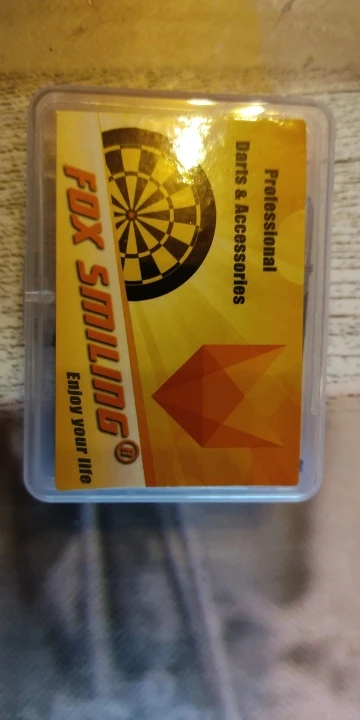 Professional
Darts & Accessories
FOX SMILING®
Enjoy your life